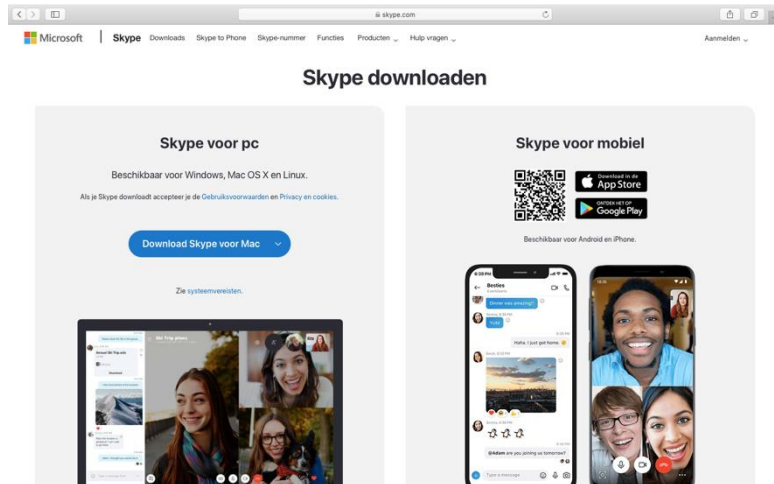 skype.com
Microsoft
Skype Downloads Skype to Phone Skype-nummer Functies Producten Hulp vragen Aanmelden
Skype downloaden
Skype voor pc
Beschikbaar voor Windows, Mac OS X en Linux.
Als je Skype downloadt accepteer je de Gebruiksvoorwaarden en Privacy en cookies.
Download Skype voor Mac
Zie systeemvereisten.
Ski Trip plans
Skype voor mobiel
Download in de
App Store
ONTDEK HET OP
Google Play
Beschikbaar voor Android en iPhone.
Besties
Haha, I just got home.
@Adam are you joining us tomorrow?
Type a message